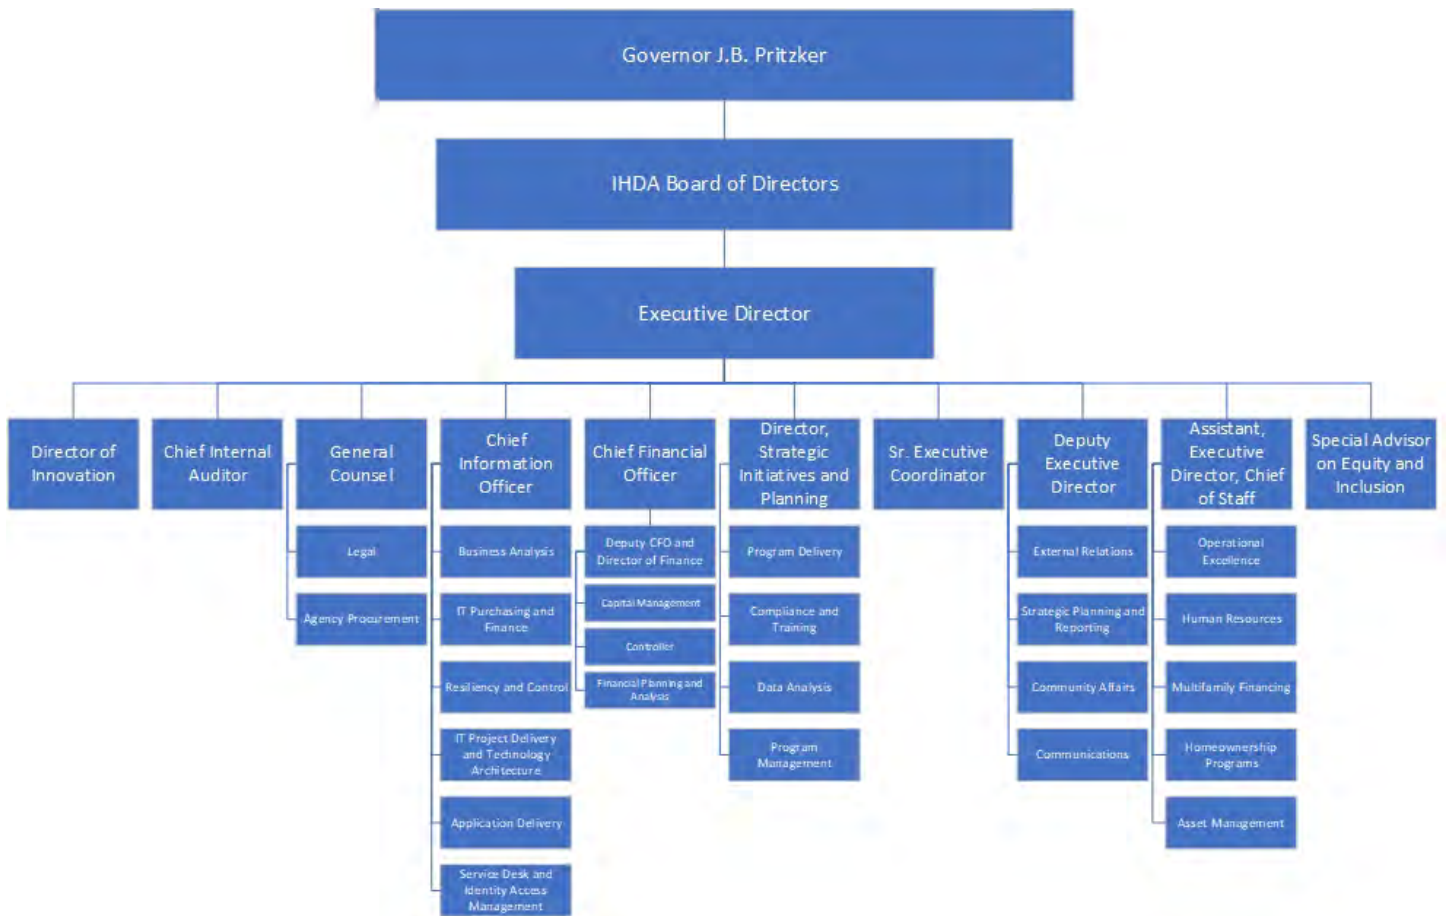 Governor J.B. Pritzker
IHDA Board of Directors
Executive Director
Director of
Innovation
Chief Internal
Auditor
General
Counsel
Chief
Information
Officer
Chief Financial
Officer
Director,
Strategic
Initiatives and
Planning
Sr. Executive
Coordinator
Deputy
Executive
Director
Assistant,
Executive
Director, Chief
of Staff
Special Advisor
on Equity and
Inclusion
Legal
Agency Procurement
Business Analysis
IT Purchasing and
Finance
Resiliency and Control
IT Project Delivery
and Technology
Architecture
Application Delivery
Service Desk and
Identity Access
Management
Deputy CFO and
Director of Finance
Capital Management
Controller
Financial Planning and
Analysis
Program Delivery
Compliance and
Training
Data Analysis
Program
Management
External Relations
Strategic Planning and
Reporting
Community Affairs
Communications
Operational
Excellence
Human Resources
Multifamily Financing
Homeownership
Programs
Asset Management